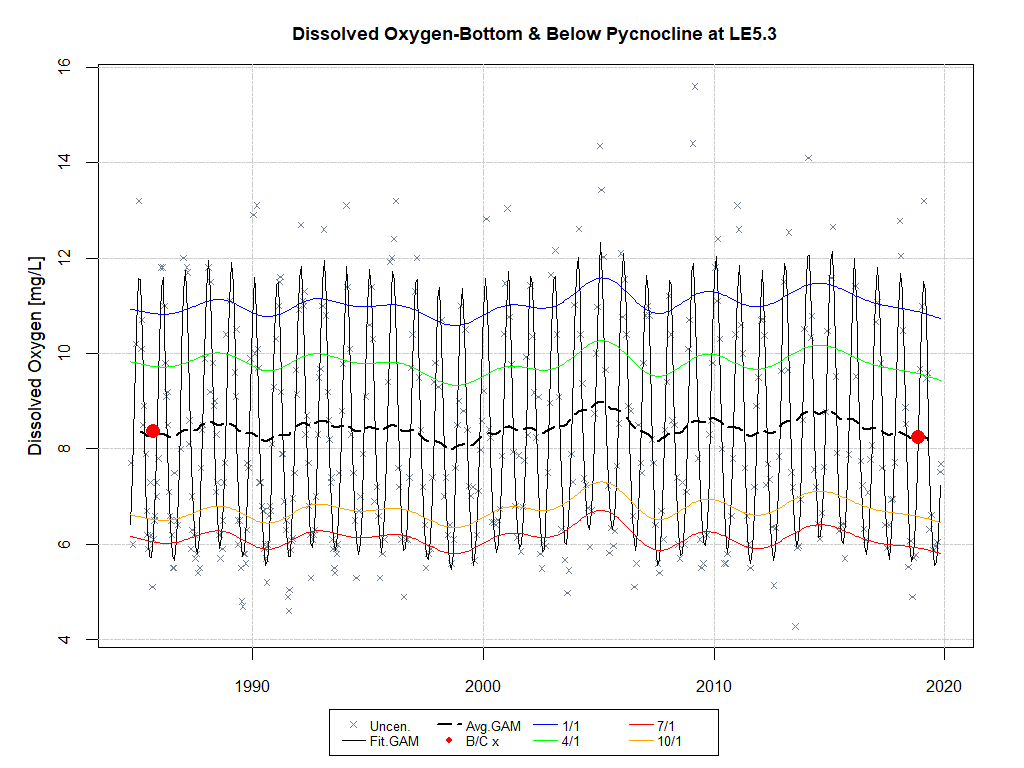 Dissolved Oxygen-Bottom & Below Pycnocline at LE5.3
Dissolved Oxygen [mg/L]
16
14
12
10
8
6
4
1990 2000 2010 2020
Uncen. Avg.GAM 1/1 7/1
Fit.GAM B/C x 4/1 10/1